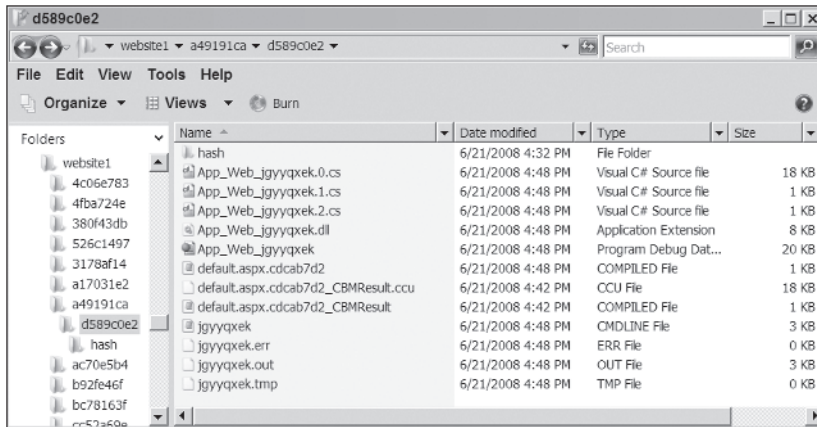 d589c0e2
website1 a49191ca d589c0e2 Search
File Edit View Tools Help
Organize Views Burn
Folders
website1
4c06e783
4fba724e
380f43db
526c1497
3178af14
a17031e2
a49191ca
d589c0e2
hash
ac70e5b4
b92fe46f
bc78163f
cc52a69e
Name Date modified Type Size
hash 6/21/2008 4:32 PM File Folder
App_Web_jgyyqxek.0.cs 6/21/2008 4:48 PM Visual C# Source file 18 KB
App_Web_jgyyqxek.1.cs 6/21/2008 4:48 PM Visual C# Source file 1 KB
App_Web_jgyyqxek.2.cs 6/21/2008 4:48 PM Visual C# Source file 1 KB
App_Web_jgyyqxek.dll 6/21/2008 4:48 PM Application Extension 8 KB
App_Web_jgyyqxek 6/21/2008 4:48 PM Program Debug Dat... 20 KB
default.aspx.cdcab7d2 6/21/2008 4:48 PM COMPILED File 1 KB
default.aspx.cdcab7d2_CBMResult.ccu 6/21/2008 4:42 PM CCU File 18 KB
default.aspx.cdcab7d2_CBMResult 6/21/2008 4:42 PM COMPILED File 1 KB
jgyyqxek 6/21/2008 4:48 PM CMDLINE File 3 KB
jgyyqxek.err 6/21/2008 4:48 PM ERR File 0 KB
jgyyqxek.out 6/21/2008 4:48 PM OUT File 3 KB
jgyyqxek.tmp 6/21/2008 4:48 PM TMP File 0 KB